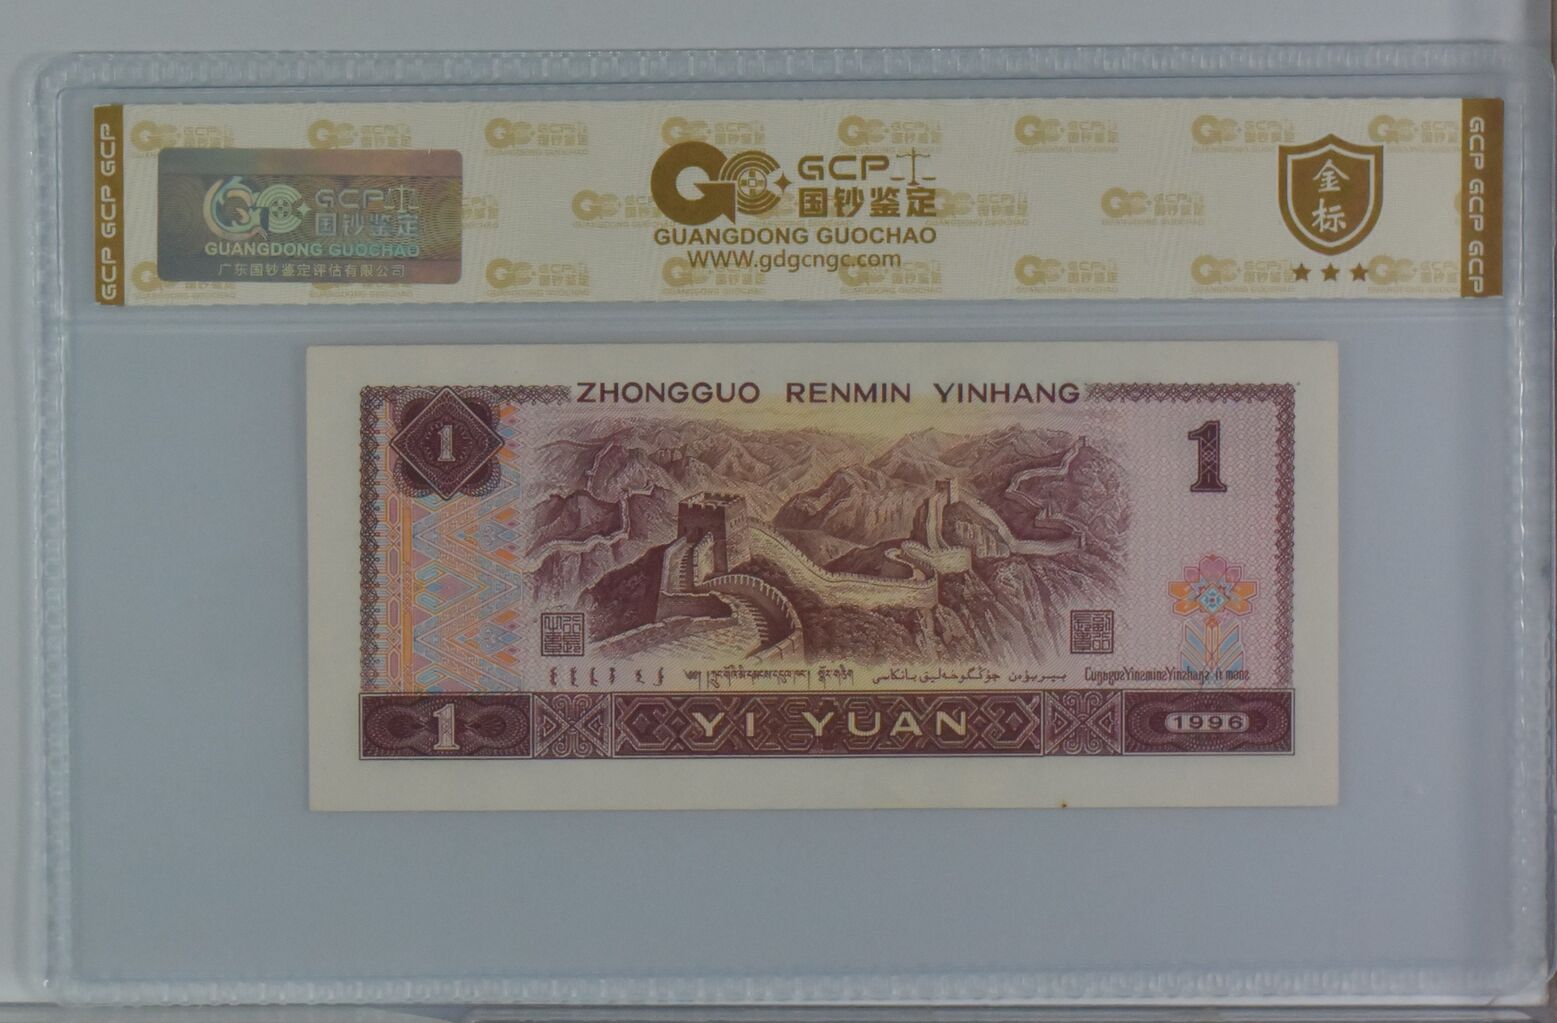 GCP GCP GCP
GCP 国钞鉴定
GUANGDONG GUOCHAO
广东国钞鉴定评估有限公司
GCP
国钞鉴定
GUANGDONG GUOCHAO
WWW.gdgcngc.com
金标
GCP GCP GCP
ZHONGGUO RENMIN YINHANG
1
1
1
YI YUAN
1996